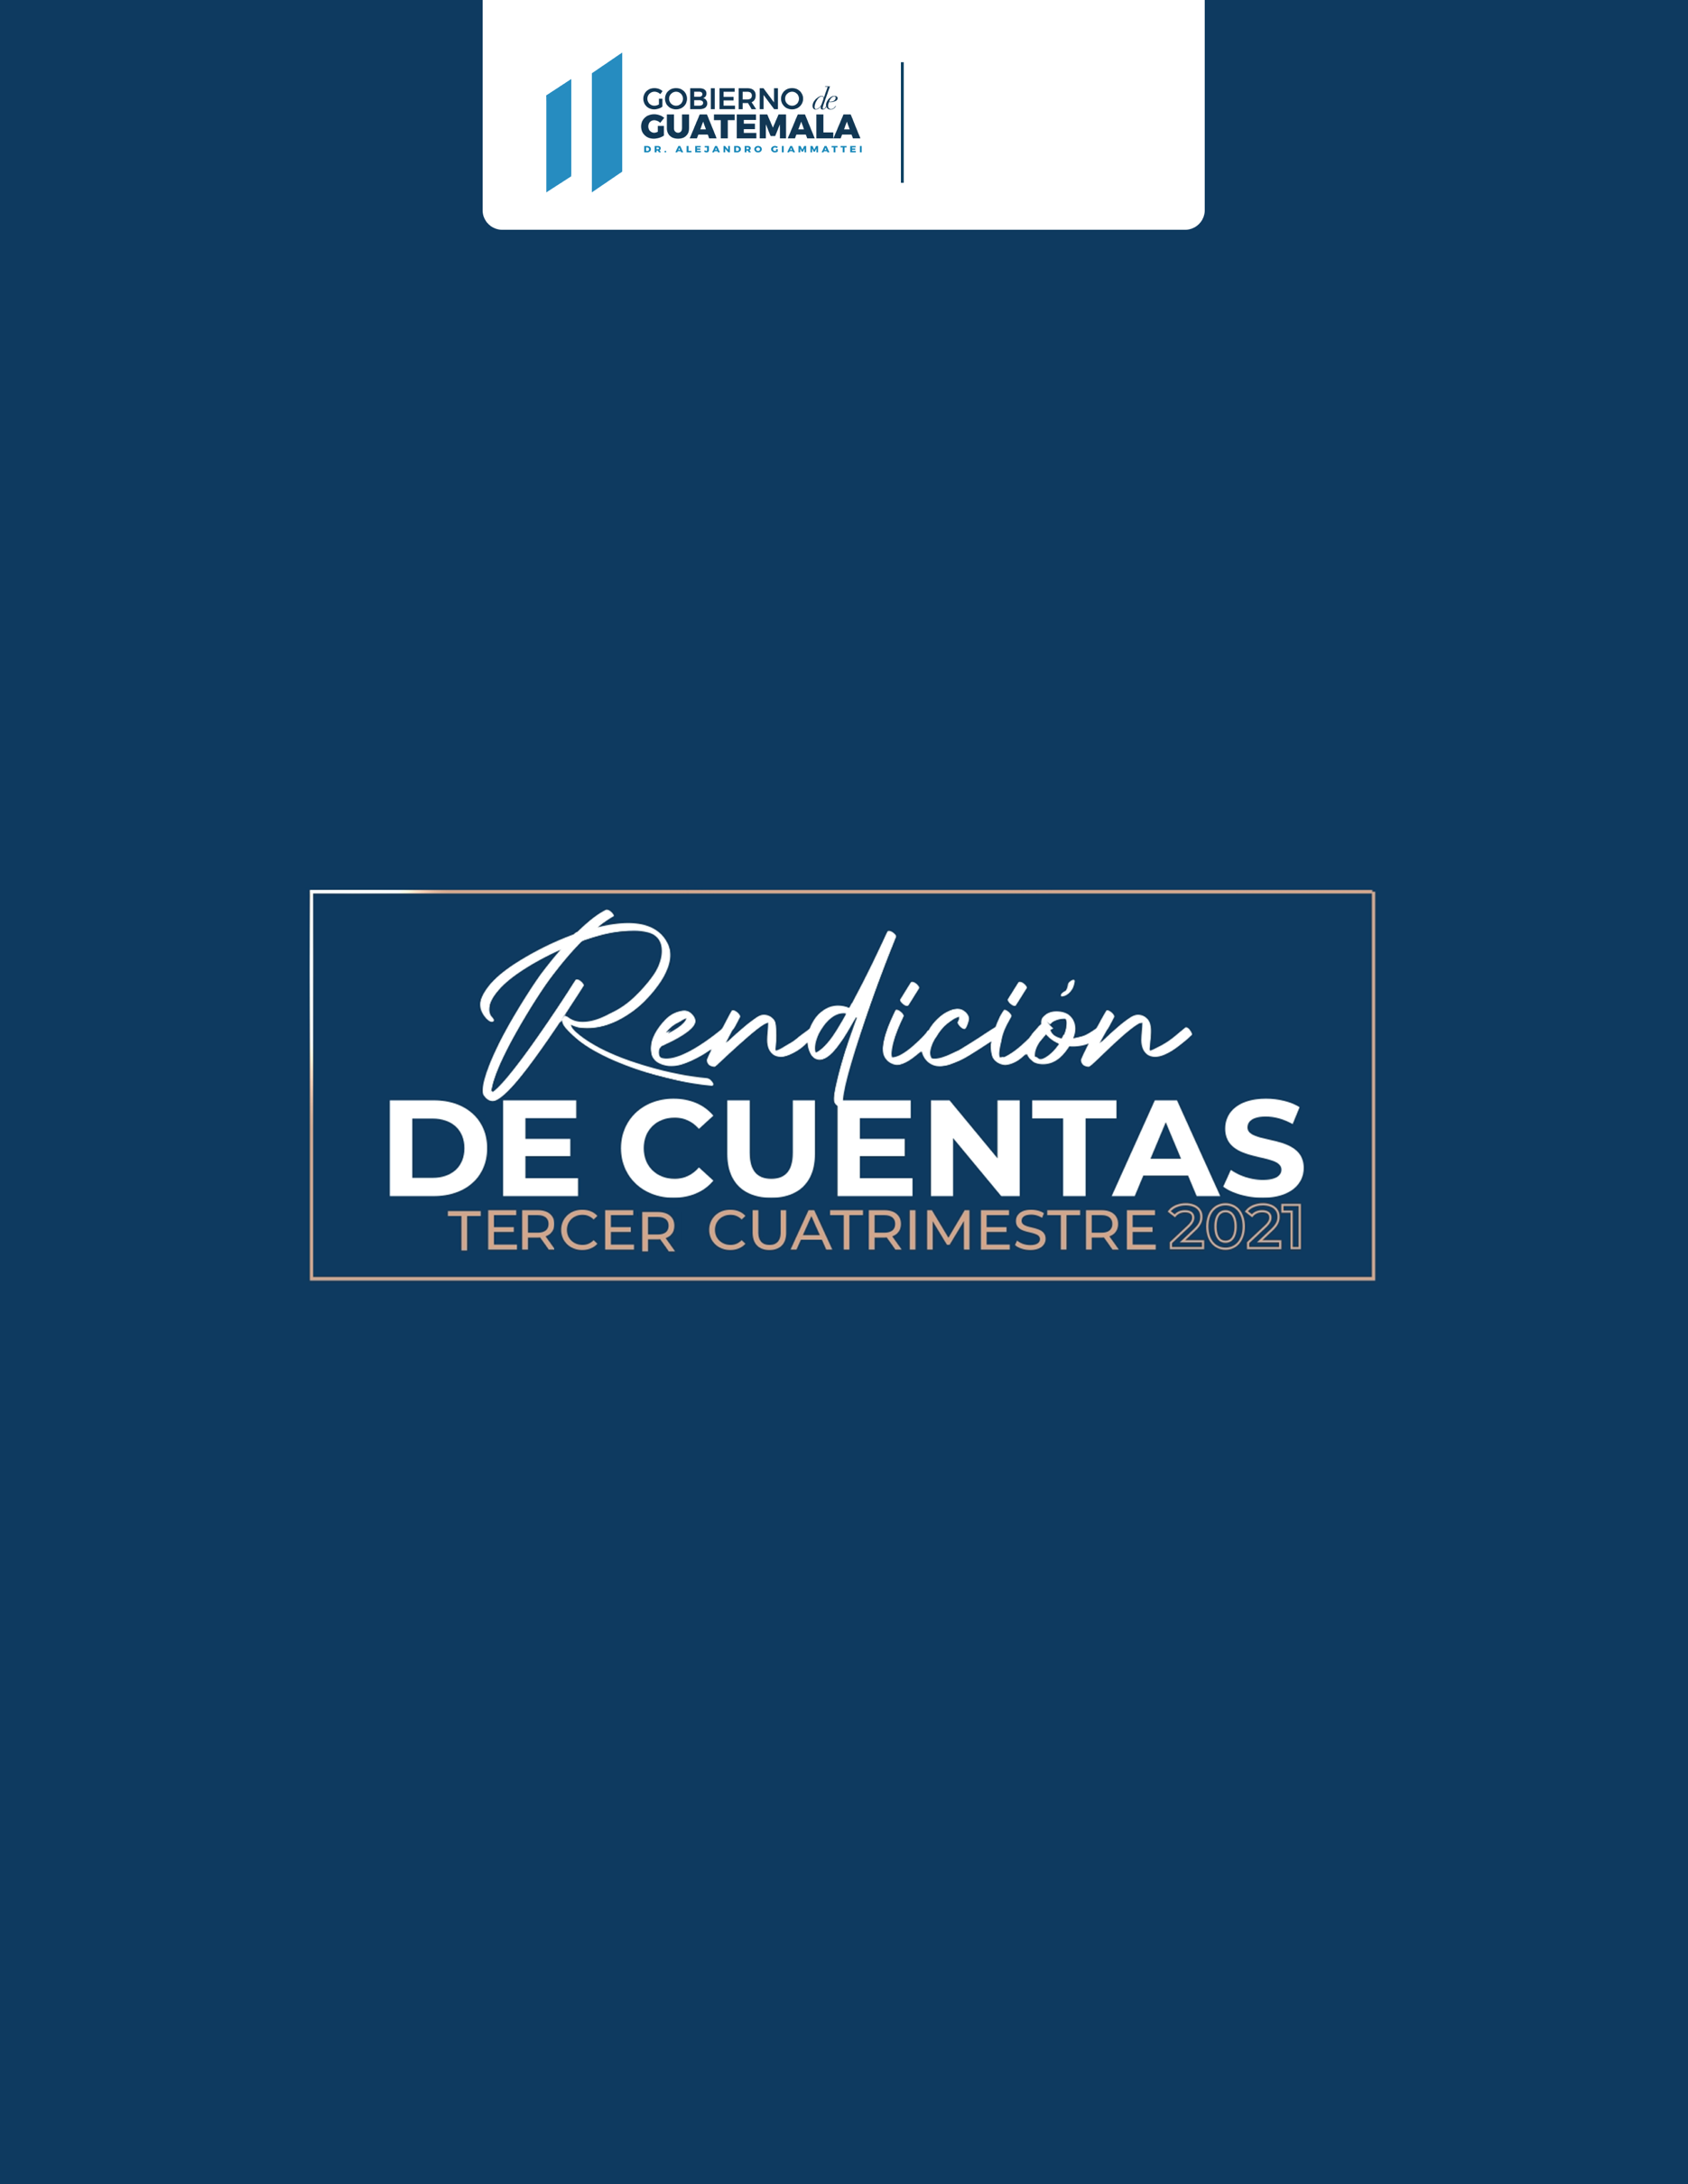 GOBIERNO de
GUATEMALA
DR. ALEJANDRO GIAMMATTEI
Rendición
DE CUENTAS
TERCER CUATRIMESTRE 2021